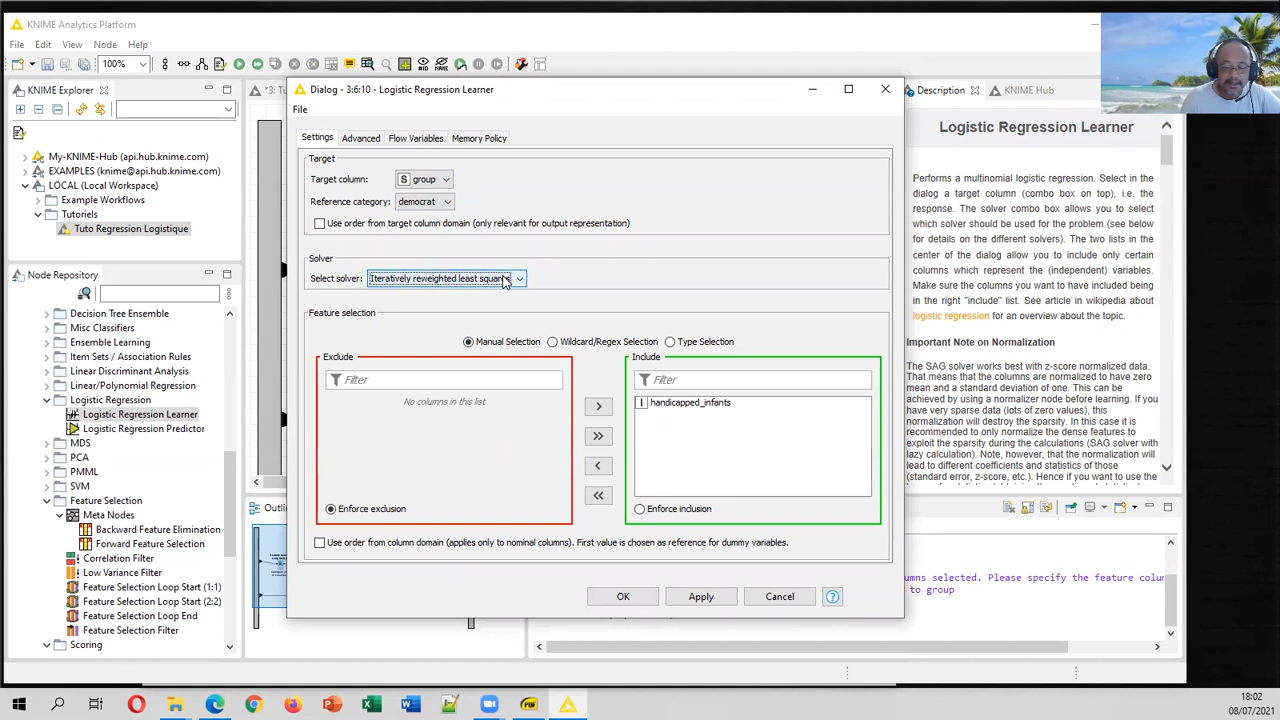 KNIME Analytics Platform
File Edit View Node Help
100%
KNIME Explorer
My-KNIME-Hub (api.hub.knime.com)
EXAMPLES (knime@api.hub.knime.com)
LOCAL (Local Workspace)
Example Workflows
Tutoriels
Tuto Regression Logistique
Node Repository
Decision Tree Ensemble
Misc Classifiers
Ensemble Learning
Item Sets / Association Rules
Linear Discriminant Analysis
Linear/Polynomial Regression
Logistic Regression
Logistic Regression Learner
Logistic Regression Predictor
MDS
PCA
PMML
SVM
Feature Selection
Meta Nodes
Backward Feature Elimination
Forward Feature Selection
Correlation Filter
Low Variance Filter
Feature Selection Loop Start (1:1)
Feature Selection Loop Start (2:2)
Feature Selection Loop End
Feature Selection Filter
Scoring
Dialog - 3:6:10 - Logistic Regression Learner
File
Settings Advanced Flow Variables Memory Policy
Target
Target column: S group
Reference category: democrat
Use order from target column domain (only relevant for output representation)
Solver
Select solver: Iteratively reweighted least squares
Feature selection
Manual Selection Wildcard/Regex Selection Type Selection
Exclude
Filter
No columns in this list
Enforce exclusion
Include
Filter
I handicapped_infants
Enforce inclusion
Use order from column domain (applies only to nominal columns). First value is chosen as reference for dummy variables.
OK Apply Cancel
Description KNIME Hub
Logistic Regression Learner
Performs a multinomial logistic regression. Select in the
dialog a target column (combo box on top), i.e. the
response. The solver combo box allows you to select
which solver should be used for the problem (see below
for details on the different solvers). The two lists in the
center of the dialog allow you to include only certain
columns which represent the (independent) variables.
Make sure the columns you want to have included being
in the right "include" list. See article in wikipedia about
logistic regression for an overview about the topic.
Important Note on Normalization
The SAG solver works best with z-score normalized data.
That means that the columns are normalized to have zero
mean and a standard deviation of one. This can be
achieved by using a normalizer node before learning. If you
have very sparse data (lots of zero values), this
normalization will destroy the sparsity. In this case it is
recommended to only normalize the dense features to
exploit the sparsity during the calculations (SAG solver with
lazy calculation). Note, however, that the normalization will
lead to different coefficients and statistics of those
(standard error, z-score, etc.). Hence if you want to use
*3: Tu
Outli
umns selected. Please specify the feature colum
to group
18:02
08/07/2021